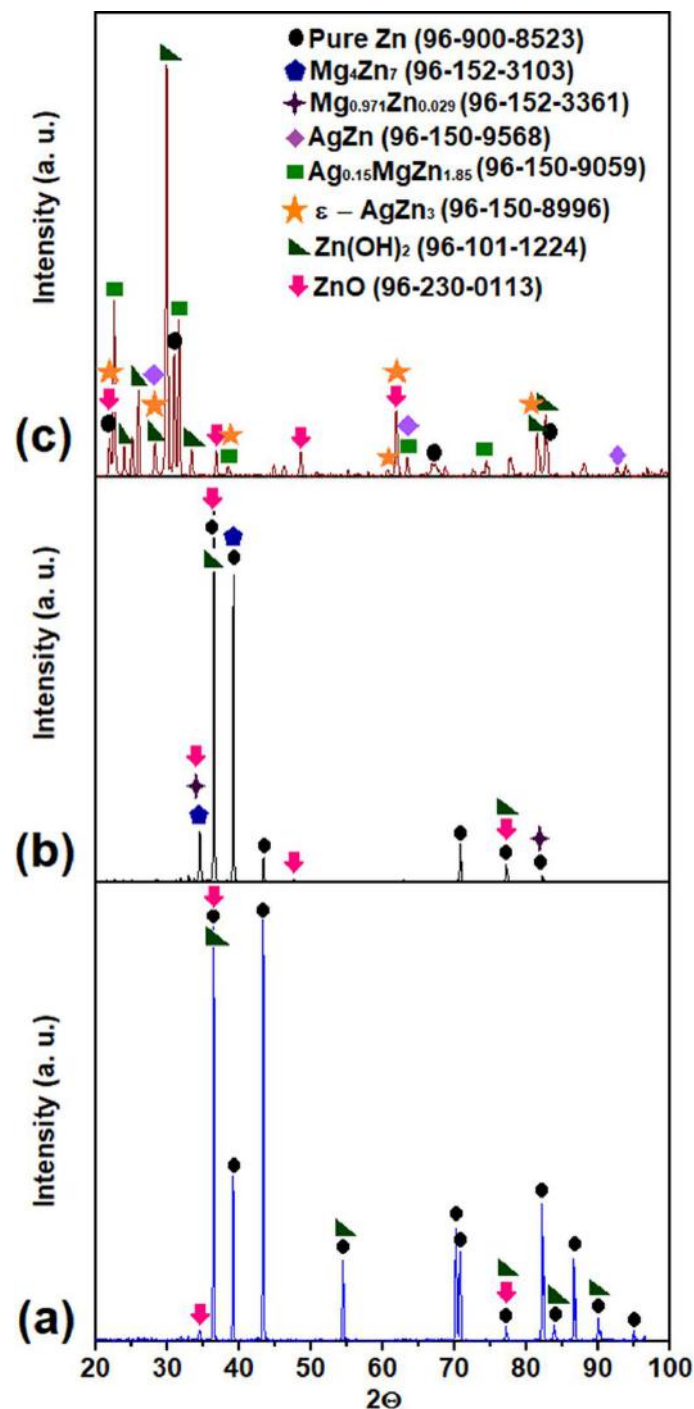 Pure Zn (96-900-8523)
Mg₄Zn₇ (96-152-3103)
Mg₀.₉₇₁Zn₀.₀₂₉ (96-152-3361)
AgZn (96-150-9568)
Ag₀.₁₅MgZn₁.₈₅ (96-150-9059)
ε – AgZn₃ (96-150-8996)
Zn(OH)₂ (96-101-1224)
ZnO (96-230-0113)
Intensity (a. u.)
(c)
Intensity (a. u.)
(b)
Intensity (a. u.)
(a)
20 30 40 50 60 70 80 90 100
2Θ